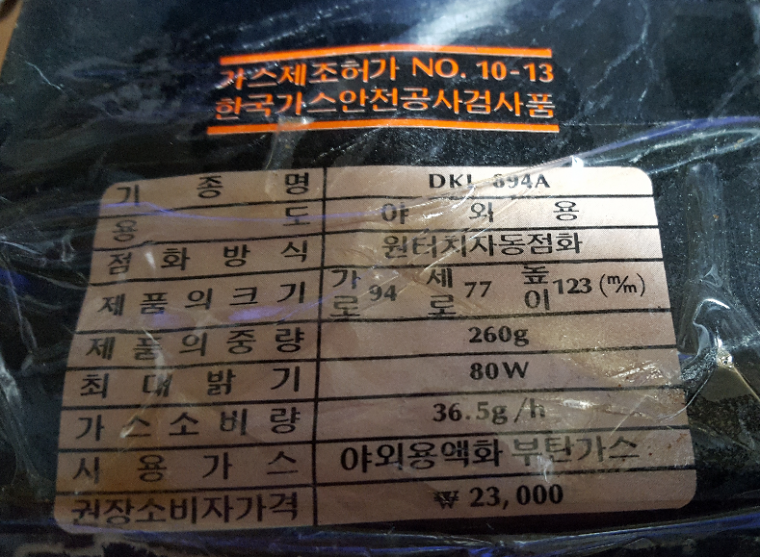 가스제조허가 NO. 10-13
한국가스안전공사검사품
기종명 DKL 894A
용도 야외용
점화방식 원터치자동점화
제품의크기 가로 94 세로 77 높이 123 (m/m)
제품의중량 260g
최대밝기 80W
가스소비량 36.5g/h
사용가스 야외용액화 부탄가스
권장소비자가격 ₩ 23,000